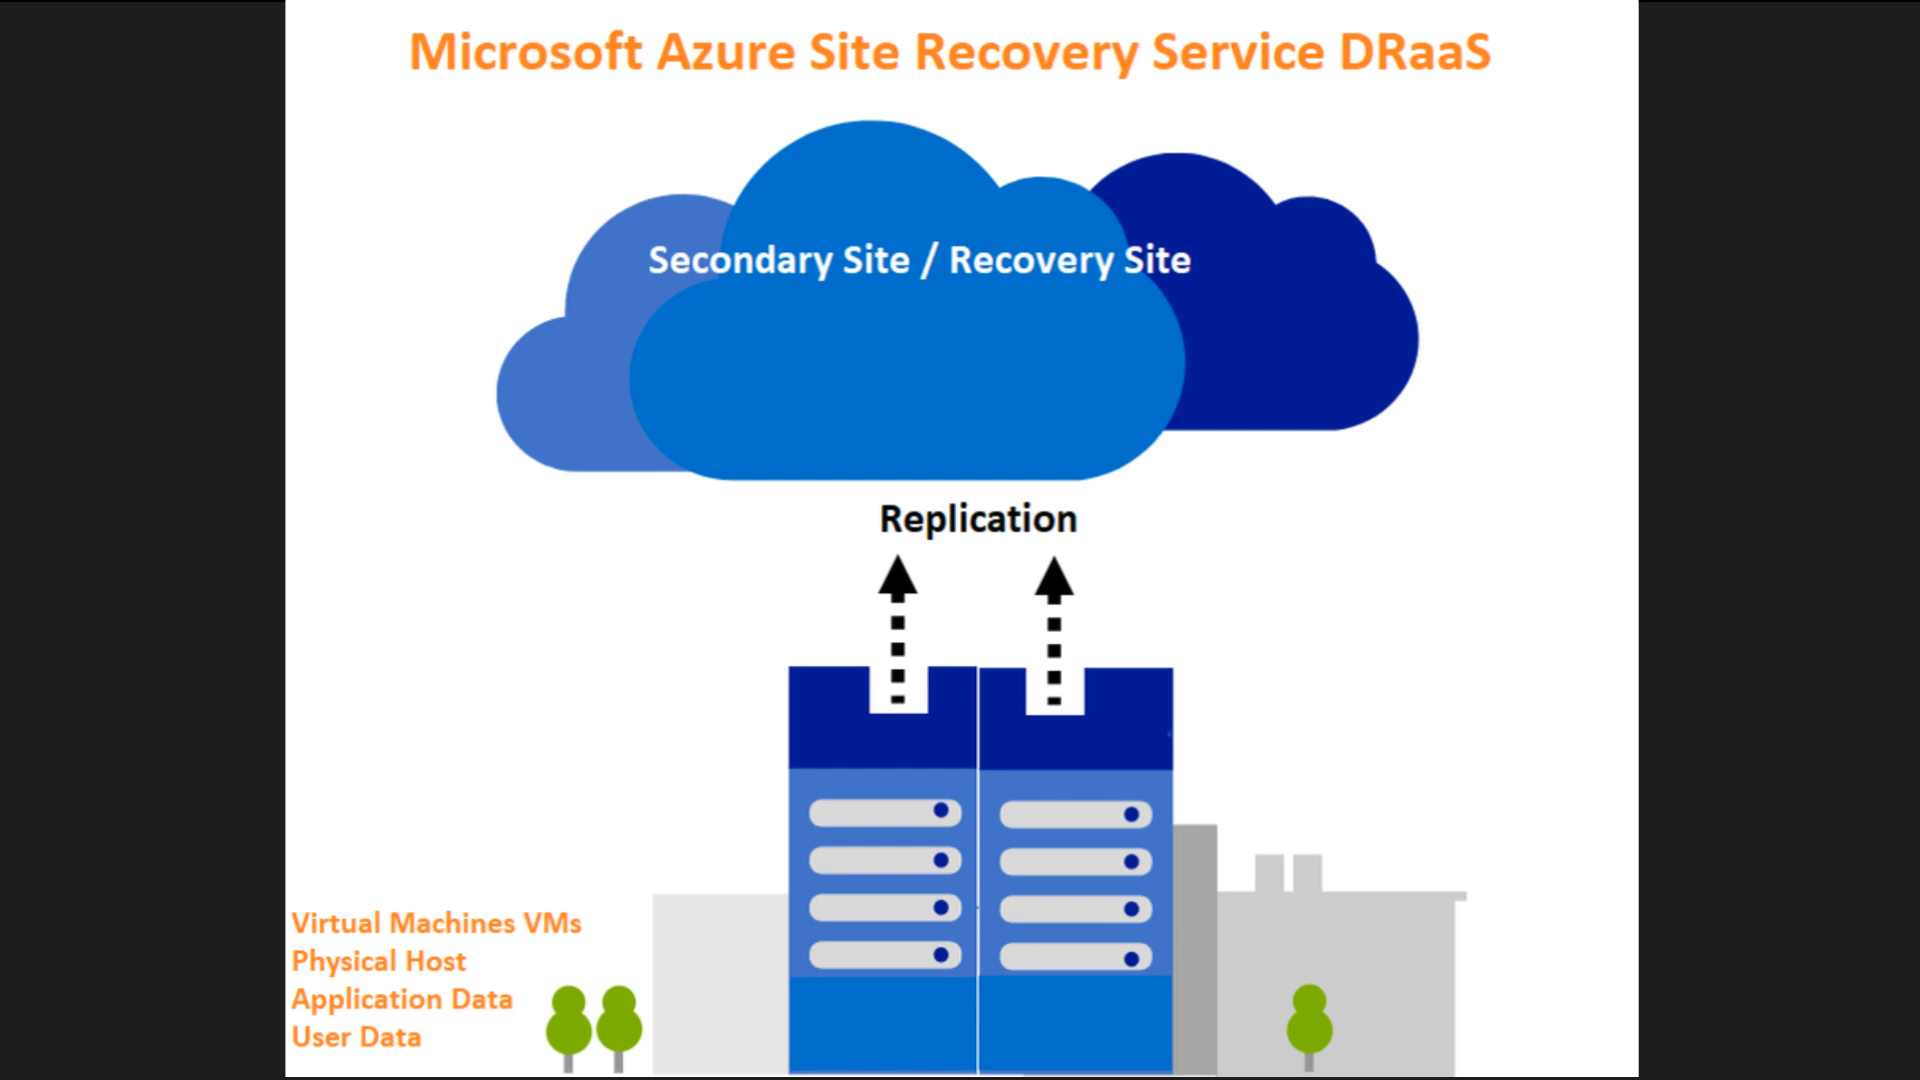 Microsoft Azure Site Recovery Service DRaaS
Secondary Site / Recovery Site
Replication
Virtual Machines VMs
Physical Host
Application Data
User Data